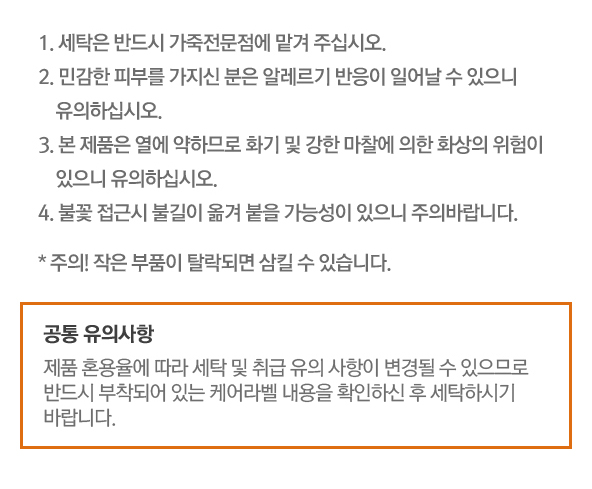 1. 세탁은 반드시 가죽전문점에 맡겨 주십시오.
2. 민감한 피부를 가지신 분은 알레르기 반응이 일어날 수 있으니
유의하십시오.
3. 본 제품은 열에 약하므로 화기 및 강한 마찰에 의한 화상의 위험이
있으니 유의하십시오.
4. 불꽃 접근시 불길이 옮겨 붙을 가능성이 있으니 주의바랍니다.
* 주의! 작은 부품이 탈락되면 삼킬 수 있습니다.
공통 유의사항
제품 혼용율에 따라 세탁 및 취급 유의 사항이 변경될 수 있으므로
반드시 부착되어 있는 케어라벨 내용을 확인하신 후 세탁하시기
바랍니다.